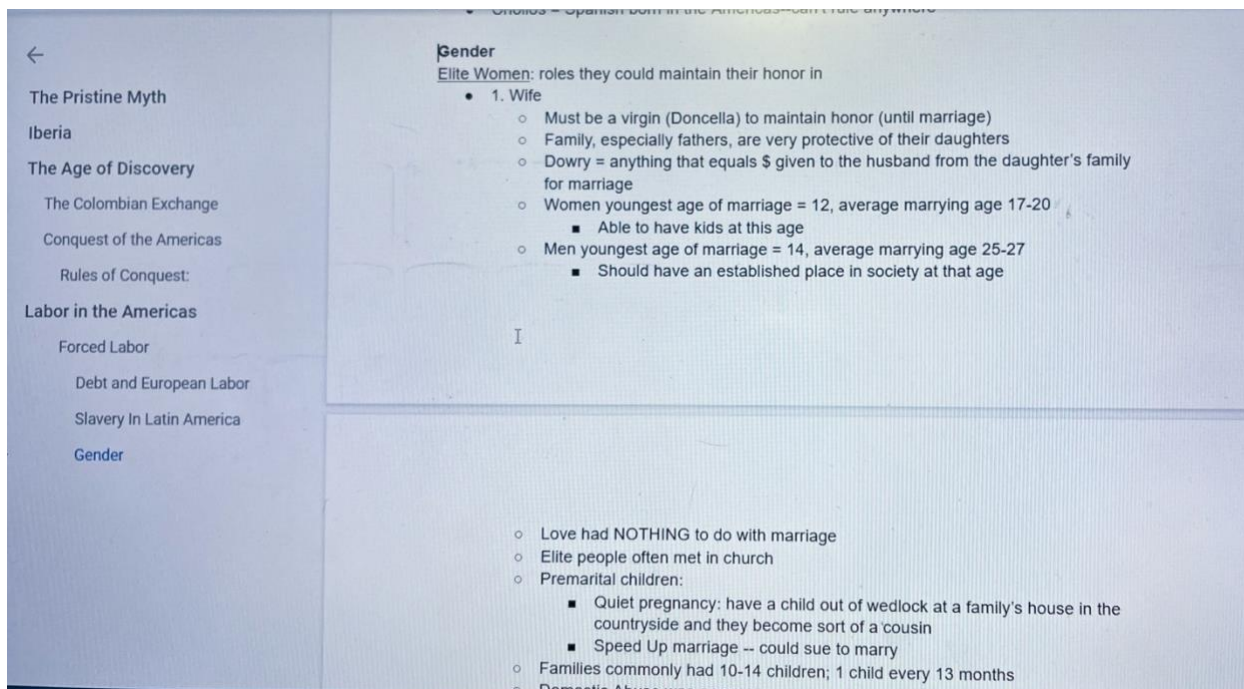 The Pristine Myth
Iberia
The Age of Discovery
The Colombian Exchange
Conquest of the Americas
Rules of Conquest:
Labor in the Americas
Forced Labor
Debt and European Labor
Slavery In Latin America
Gender
Gender
Elite Women: roles they could maintain their honor in
• 1. Wife
○ Must be a virgin (Doncella) to maintain honor (until marriage)
○ Family, especially fathers, are very protective of their daughters
○ Dowry = anything that equals $ given to the husband from the daughter's family
for marriage
○ Women youngest age of marriage = 12, average marrying age 17-20
■ Able to have kids at this age
○ Men youngest age of marriage = 14, average marrying age 25-27
■ Should have an established place in society at that age
○ Love had NOTHING to do with marriage
○ Elite people often met in church
○ Premarital children:
■ Quiet pregnancy: have a child out of wedlock at a family's house in the
countryside and they become sort of a cousin
■ Speed Up marriage -- could sue to marry
○ Families commonly had 10-14 children; 1 child every 13 months